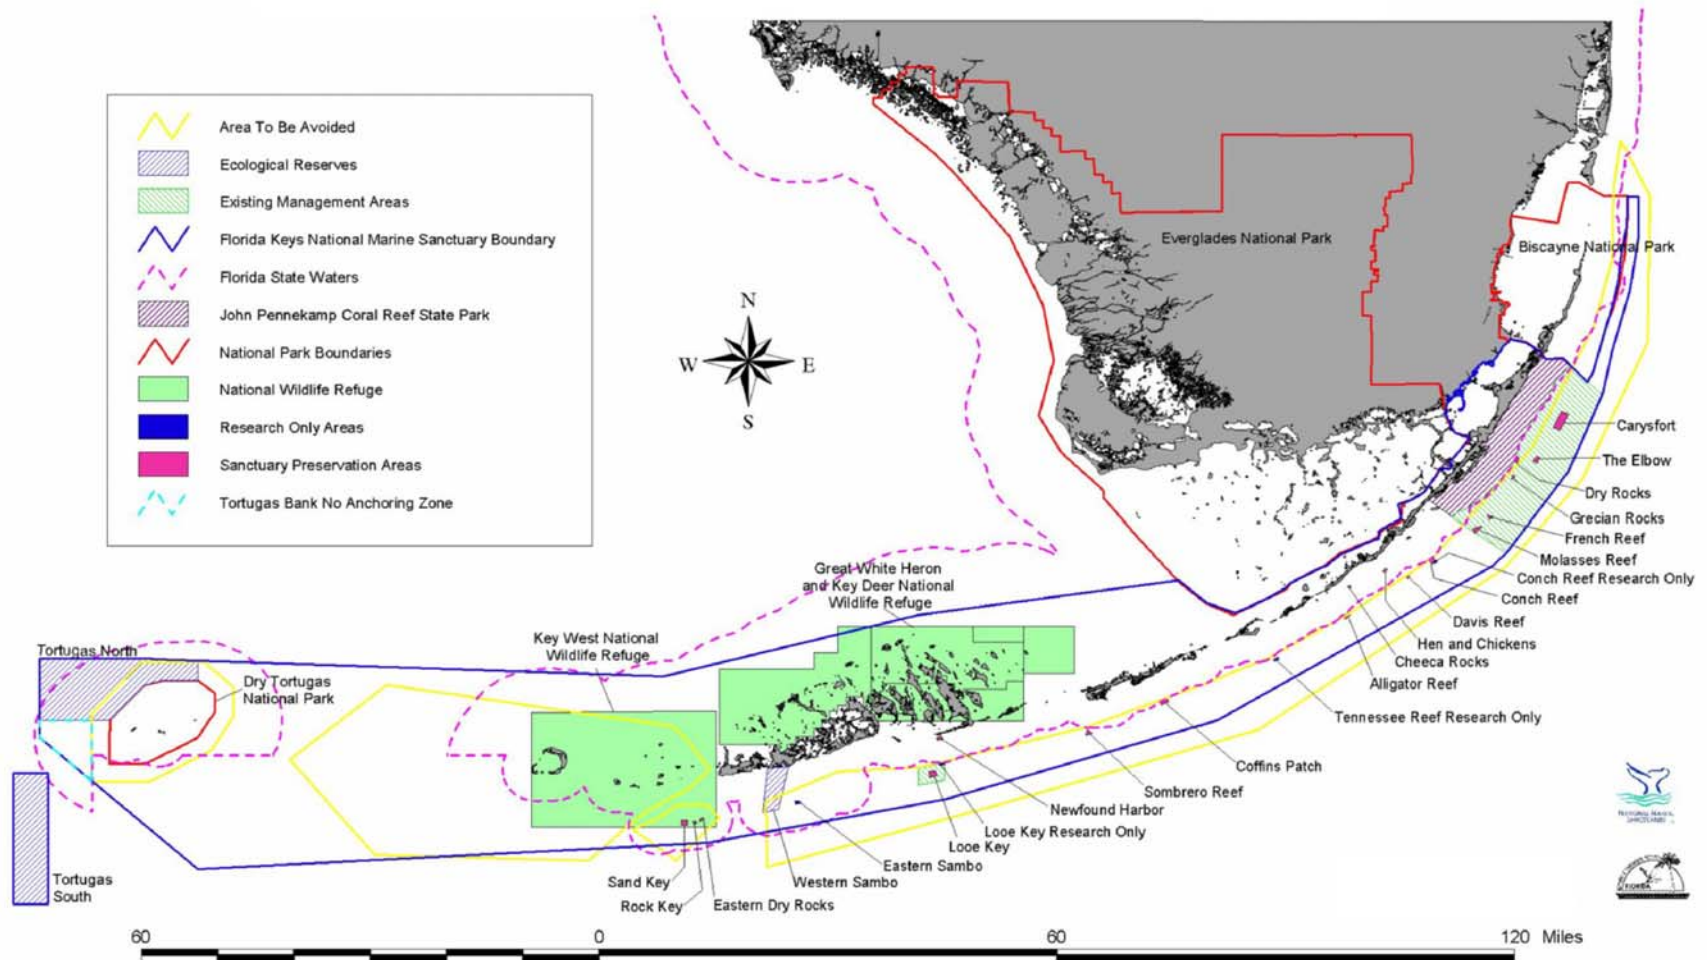 Area To Be Avoided
Ecological Reserves
Existing Management Areas
Florida Keys National Marine Sanctuary Boundary
Florida State Waters
John Pennekamp Coral Reef State Park
National Park Boundaries
National Wildlife Refuge
Research Only Areas
Sanctuary Preservation Areas
Tortugas Bank No Anchoring Zone
N
W
E
S
Everglades National Park
Biscayne National Park
Carysfort
The Elbow
Dry Rocks
Grecian Rocks
French Reef
Molasses Reef
Conch Reef Research Only
Conch Reef
Davis Reef
Hen and Chickens
Cheeca Rocks
Alligator Reef
Tennessee Reef Research Only
Coffins Patch
Sombrero Reef
Newfound Harbor
Looe Key Research Only
Looe Key
Eastern Sambo
Western Sambo
Eastern Dry Rocks
Rock Key
Sand Key
Great White Heron
and Key Deer National
Wildlife Refuge
Key West National
Wildlife Refuge
Tortugas North
Dry Tortugas
National Park
Tortugas
South
60
0
60
120 Miles